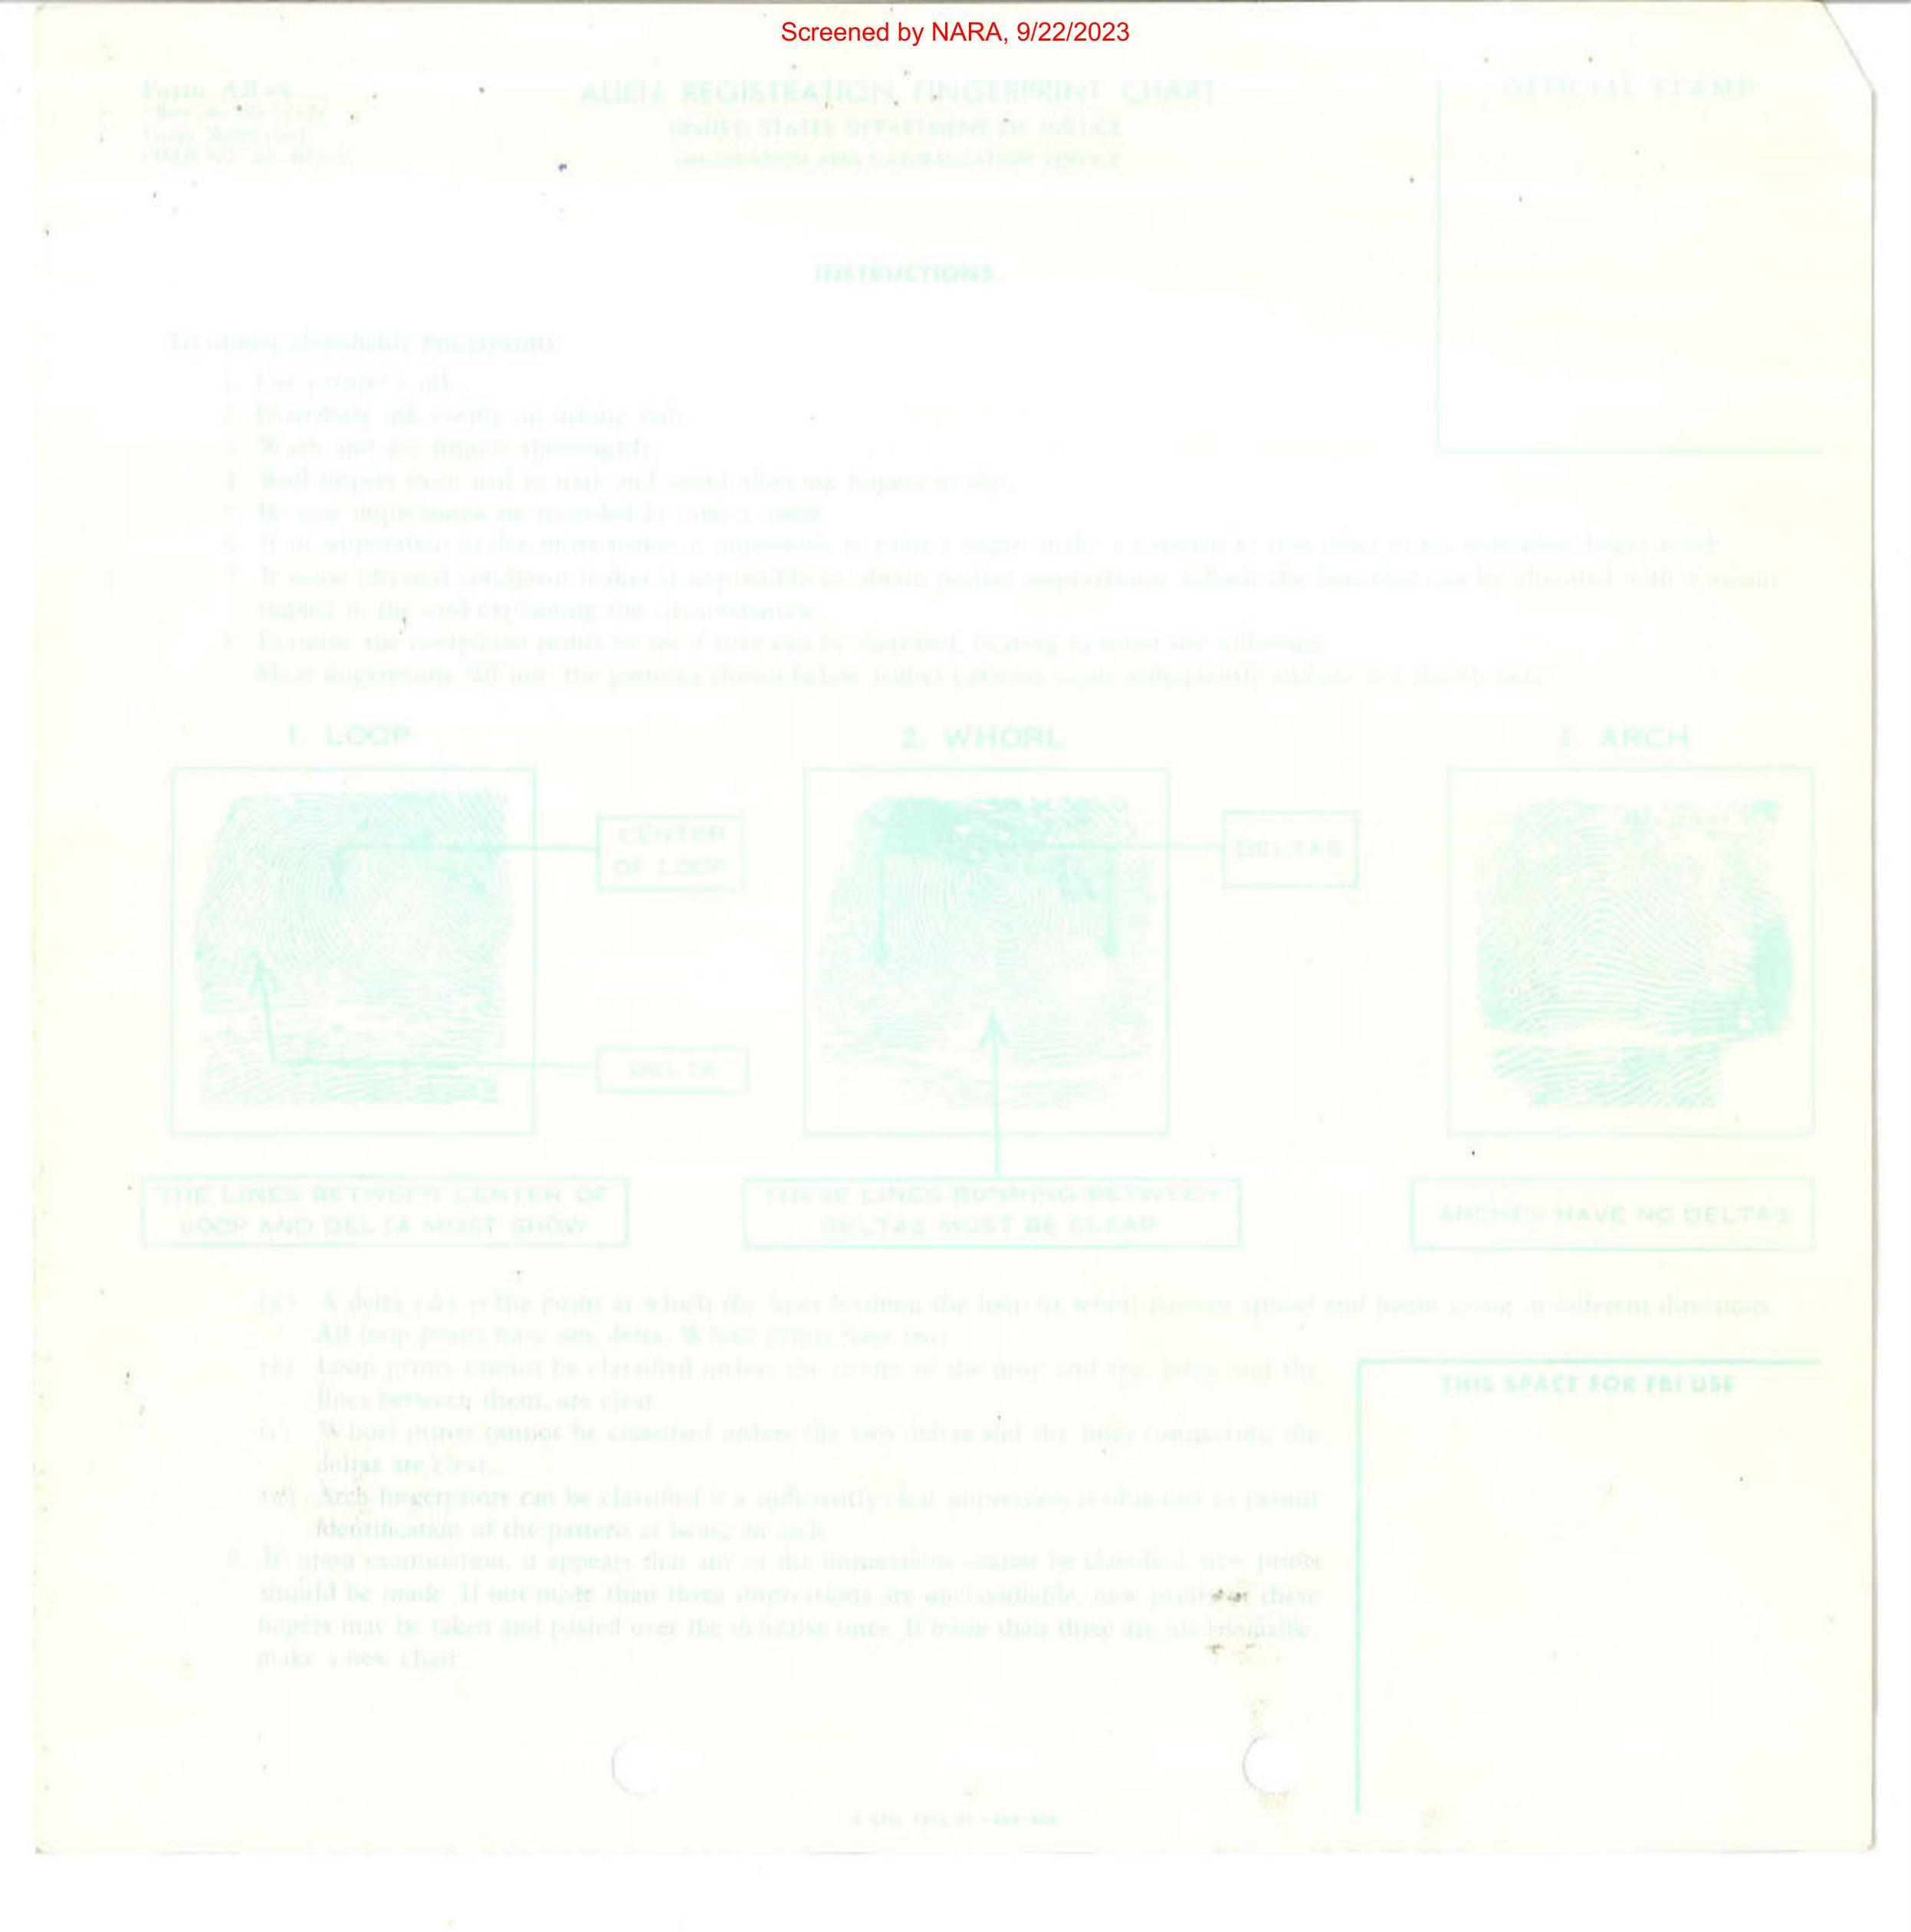 Screened by NARA, 9/22/2023
Form AR-4
ALIEN REGISTRATION FINGERPRINT CHART
OFFICIAL STAMP
UNITED STATES DEPARTMENT OF JUSTICE
IMMIGRATION AND NATURALIZATION SERVICE
INSTRUCTIONS
To obtain classifiable fingerprints
1. Use printer's ink.
2. Distribute ink evenly on inking slab.
3. Wash and dry fingers thoroughly.
4. Roll fingers from nail to nail and avoid allowing fingers to slip.
5. Be sure impressions are recorded in correct order.
6. If an amputation or deformity makes it impossible to print a finger, make a notation to that effect in the individual finger block.
7. If some physical condition makes it impossible to obtain perfect impressions, submit the best that can be obtained with a memo
stapled to the card explaining the circumstances.
8. Examine the completed prints to see if they can be classified, bearing in mind the following:
Most fingerprints fall into the patterns shown below
1. LOOP
2. WHORL
3. ARCH
CENTER
OF LOOP
DELTAS
DELTA
THE LINES BETWEEN CENTER OF
LOOP AND DELTA MUST SHOW
THESE LINES RUNNING BETWEEN
DELTAS MUST BE CLEAR
ARCHES HAVE NO DELTAS
(a) A delta (Δ) is the point at which the lines forming the loop or whorl pattern spread and begin going in different directions.
All loop prints have one delta. Whorl prints have two.
(b) Loop prints cannot be classified unless the center of the loop and the delta and the
lines between them, are clear.
(c) Whorl prints cannot be classified unless the two deltas and the lines connecting the
deltas are clear.
(d) Arch fingerprints can be classified if a sufficiently clear impression is obtained to permit
identification of the pattern as being an arch.
9. If, upon examination, it appears that any of the impressions cannot be classified, new prints
should be made. If not more than three impressions are unclassifiable, new prints of these
fingers may be taken and pasted over the defective ones. If more than three are unclassifiable,
make a new chart.
THIS SPACE FOR FBI USE